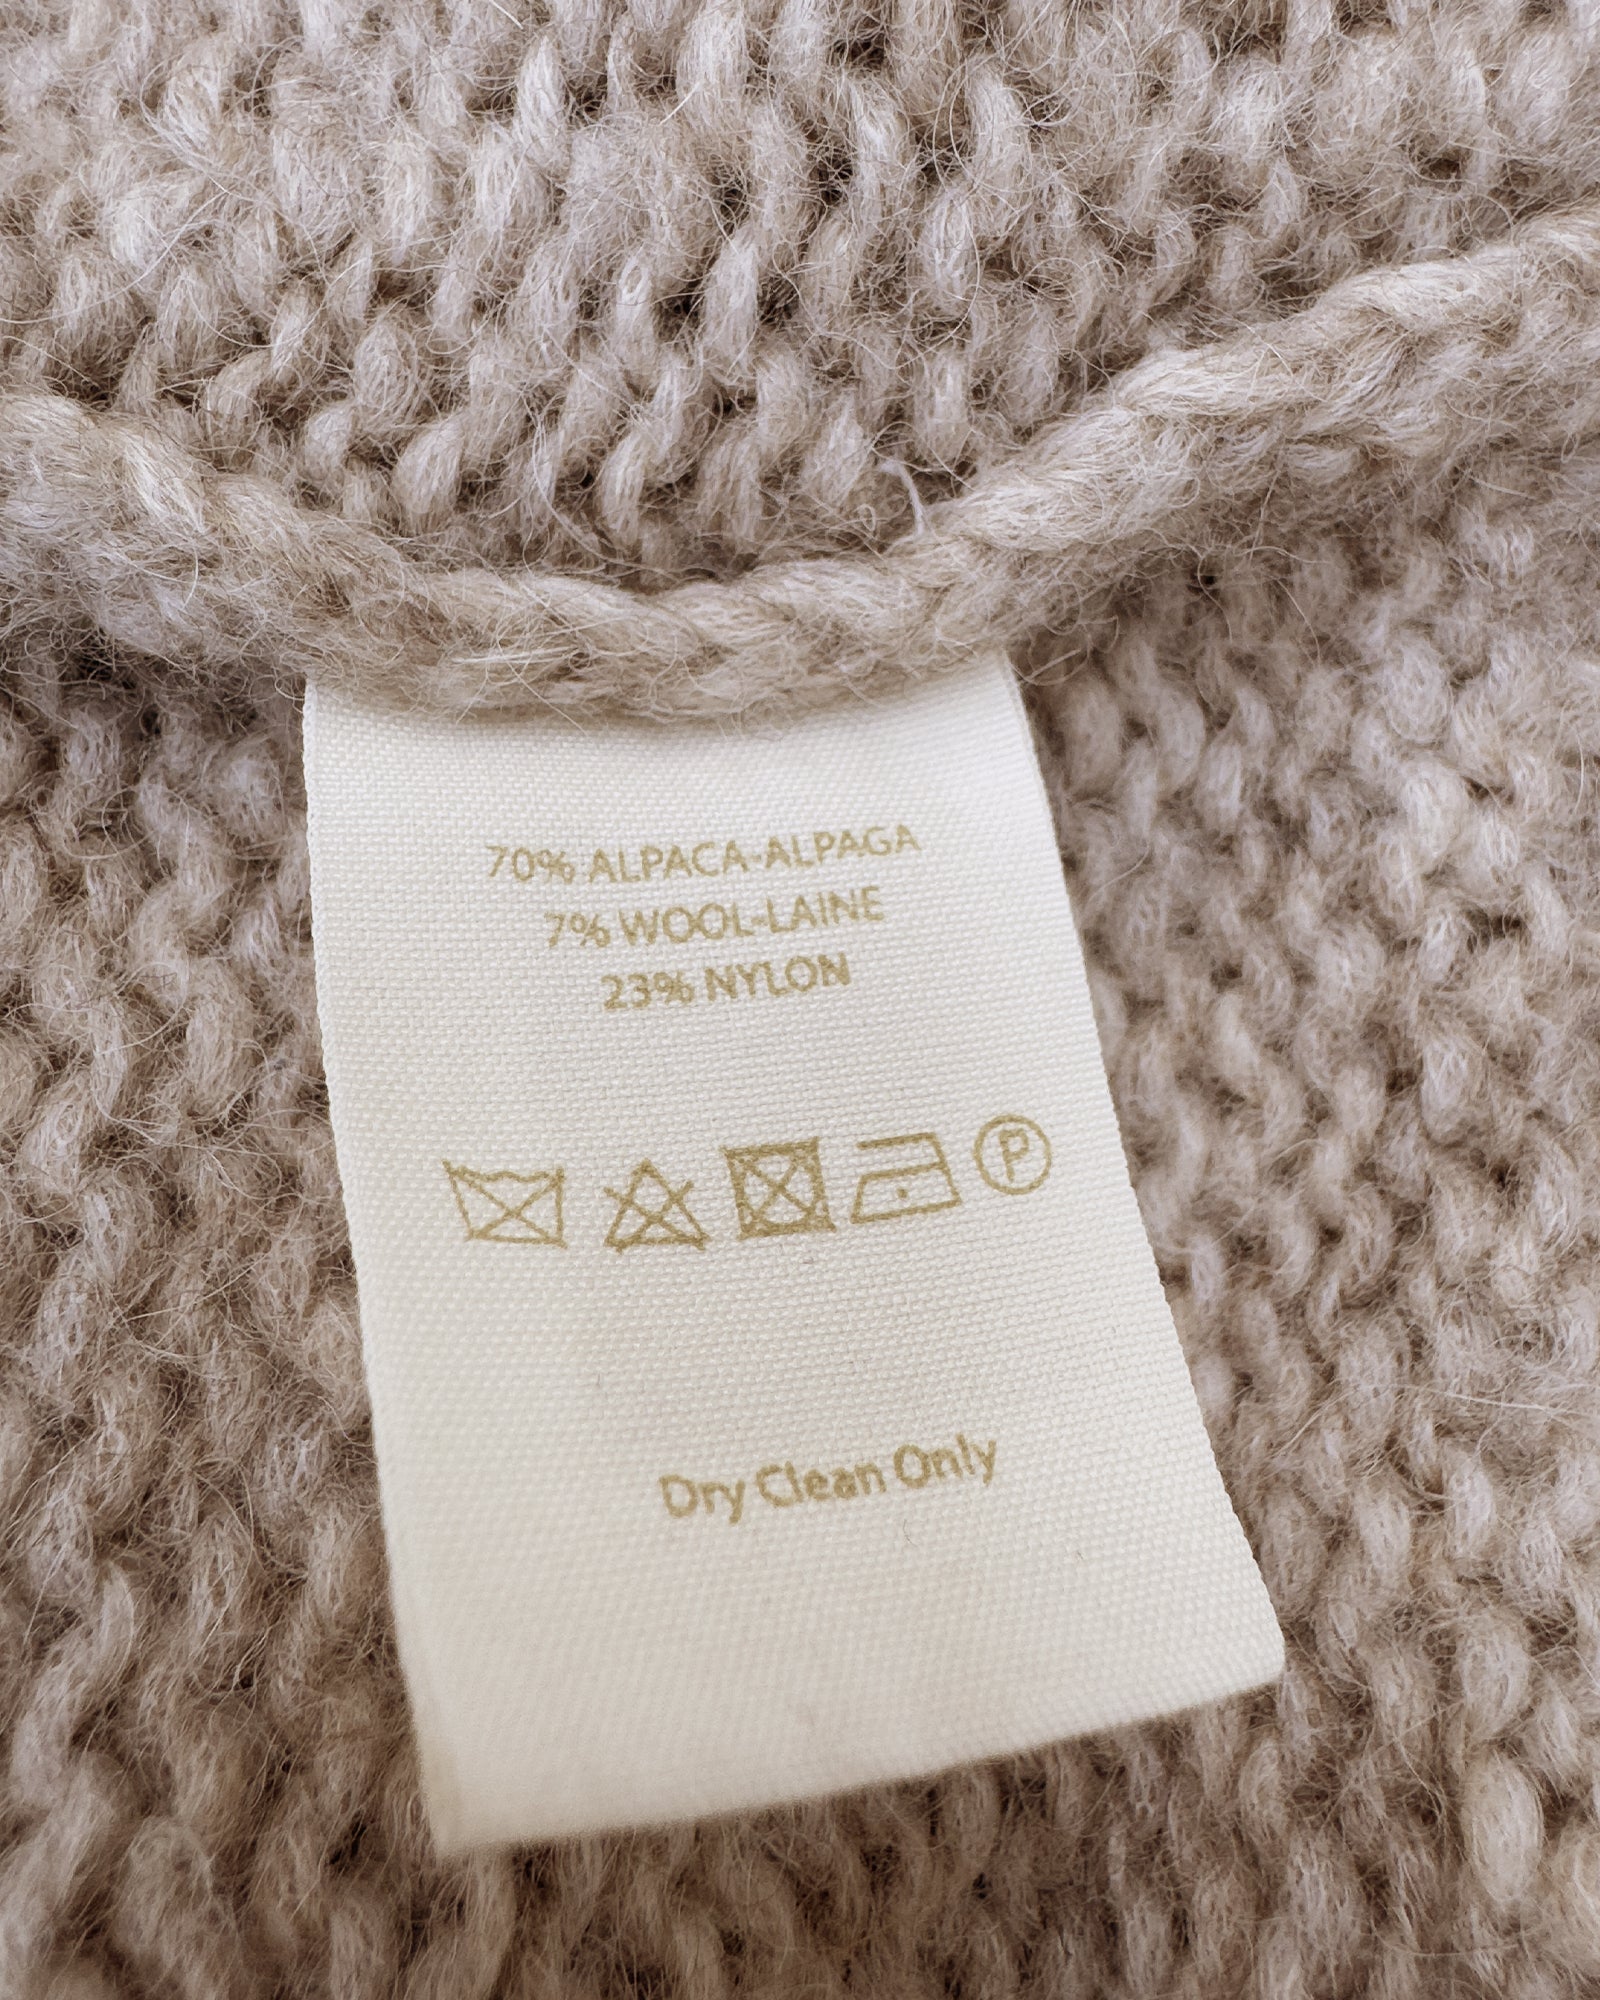 70% ALPACA-ALPAGA
7% WOOL-LAINE
23% NYLON
P
Dry Clean Only